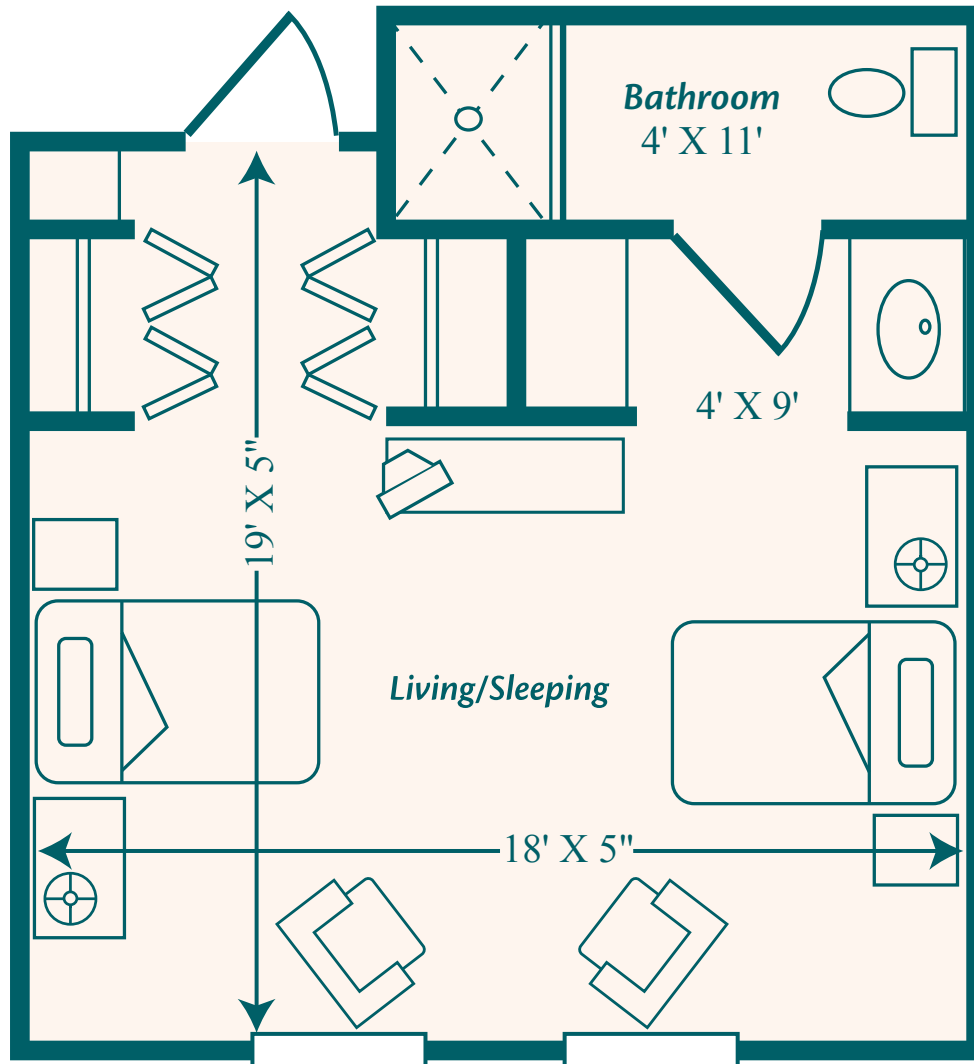 Bathroom
4' X 11'
4' X 9'
19' X 5"
Living/Sleeping
18' X 5"